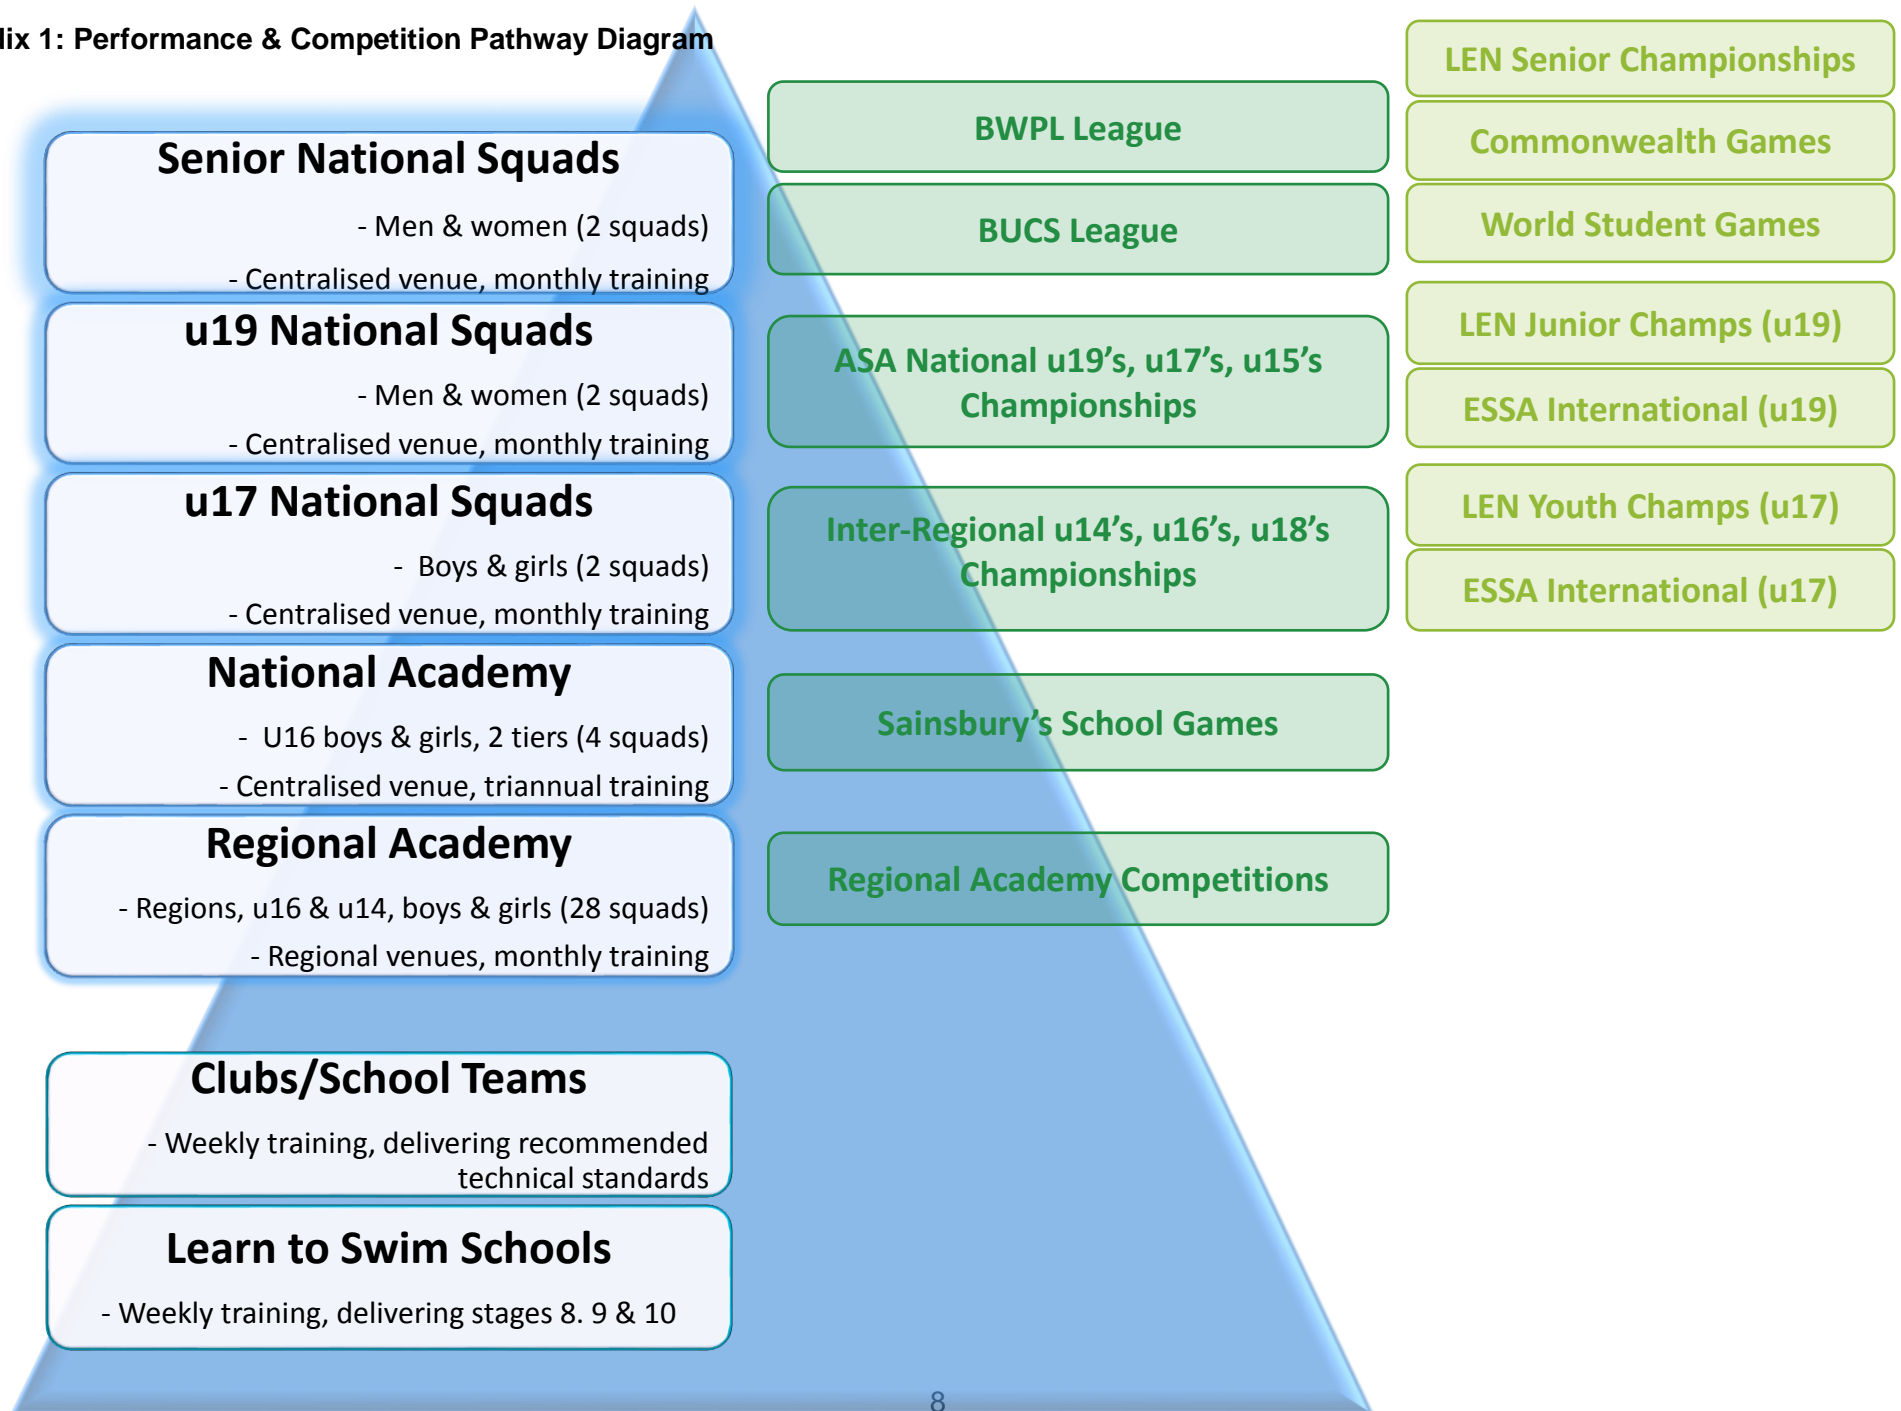 dix 1: Performance & Competition Pathway Diagram
Senior National Squads
- Men & women (2 squads)
- Centralised venue, monthly training
u19 National Squads
- Men & women (2 squads)
- Centralised venue, monthly training
u17 National Squads
- Boys & girls (2 squads)
- Centralised venue, monthly training
National Academy
- U16 boys & girls, 2 tiers (4 squads)
- Centralised venue, triannual training
Regional Academy
- Regions, u16 & u14, boys & girls (28 squads)
- Regional venues, monthly training
Clubs/School Teams
- Weekly training, delivering recommended
technical standards
Learn to Swim Schools
- Weekly training, delivering stages 8. 9 & 10
BWPL League
BUCS League
ASA National u19’s, u17’s, u15’s
Championships
Inter-Regional u14’s, u16’s, u18’s
Championships
Sainsbury’s School Games
Regional Academy Competitions
LEN Senior Championships
Commonwealth Games
World Student Games
LEN Junior Champs (u19)
ESSA International (u19)
LEN Youth Champs (u17)
ESSA International (u17)
8